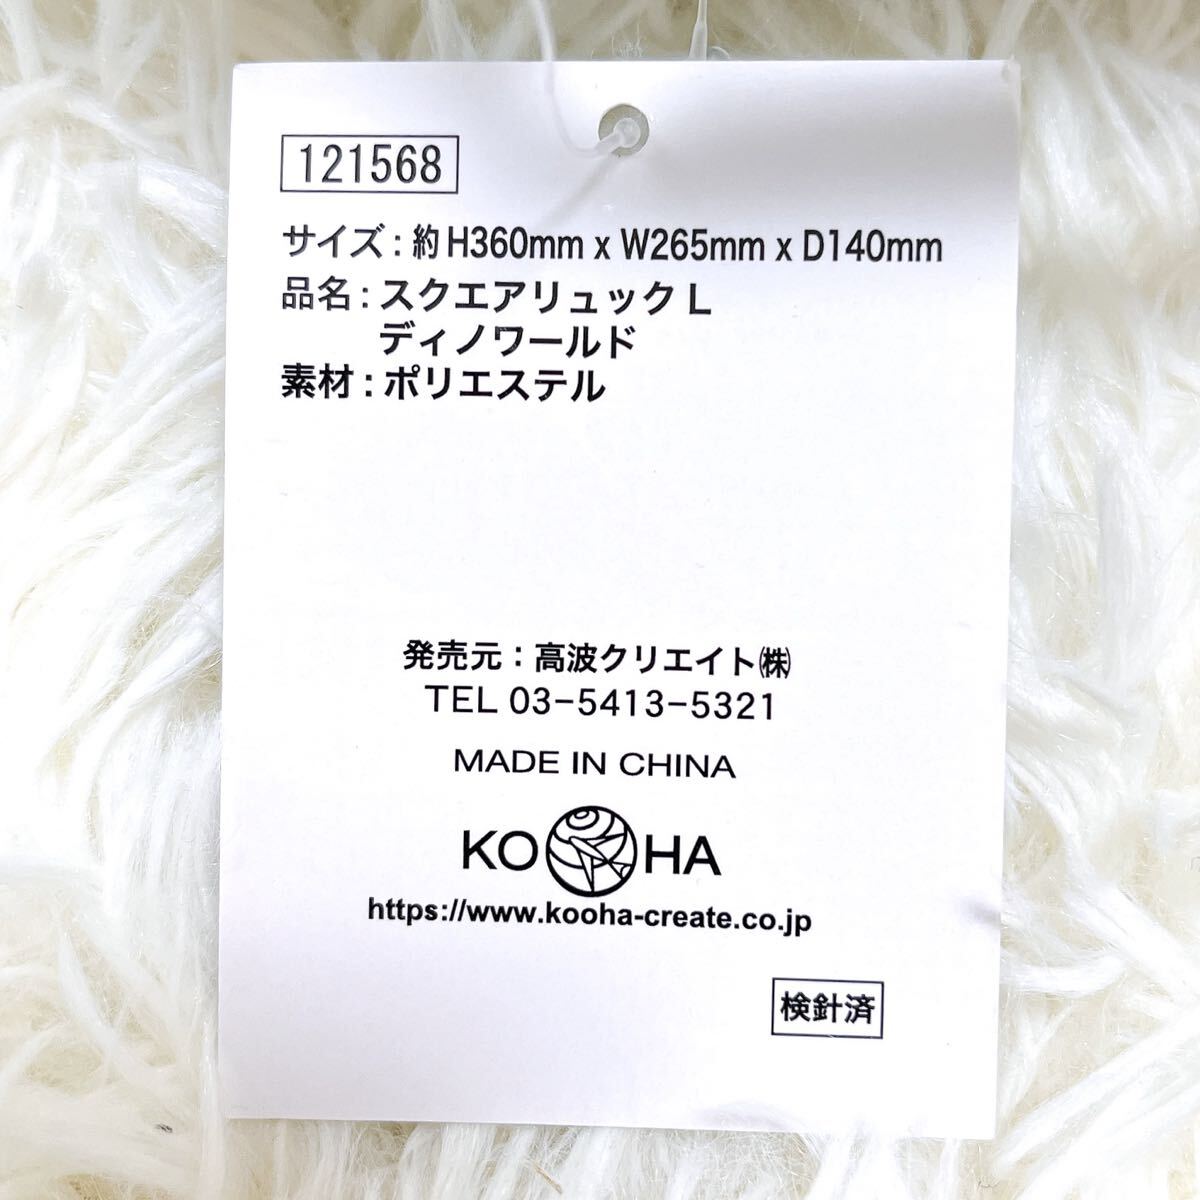 121568
サイズ：約H360mm x W265mm x D140mm
品名：スクエアリュック L
ディノワールド
素材：ポリエステル
発売元：高波クリエイト㈱
TEL 03-5413-5321
MADE IN CHINA
KOOHA
https://www.kooha-create.co.jp
検針済